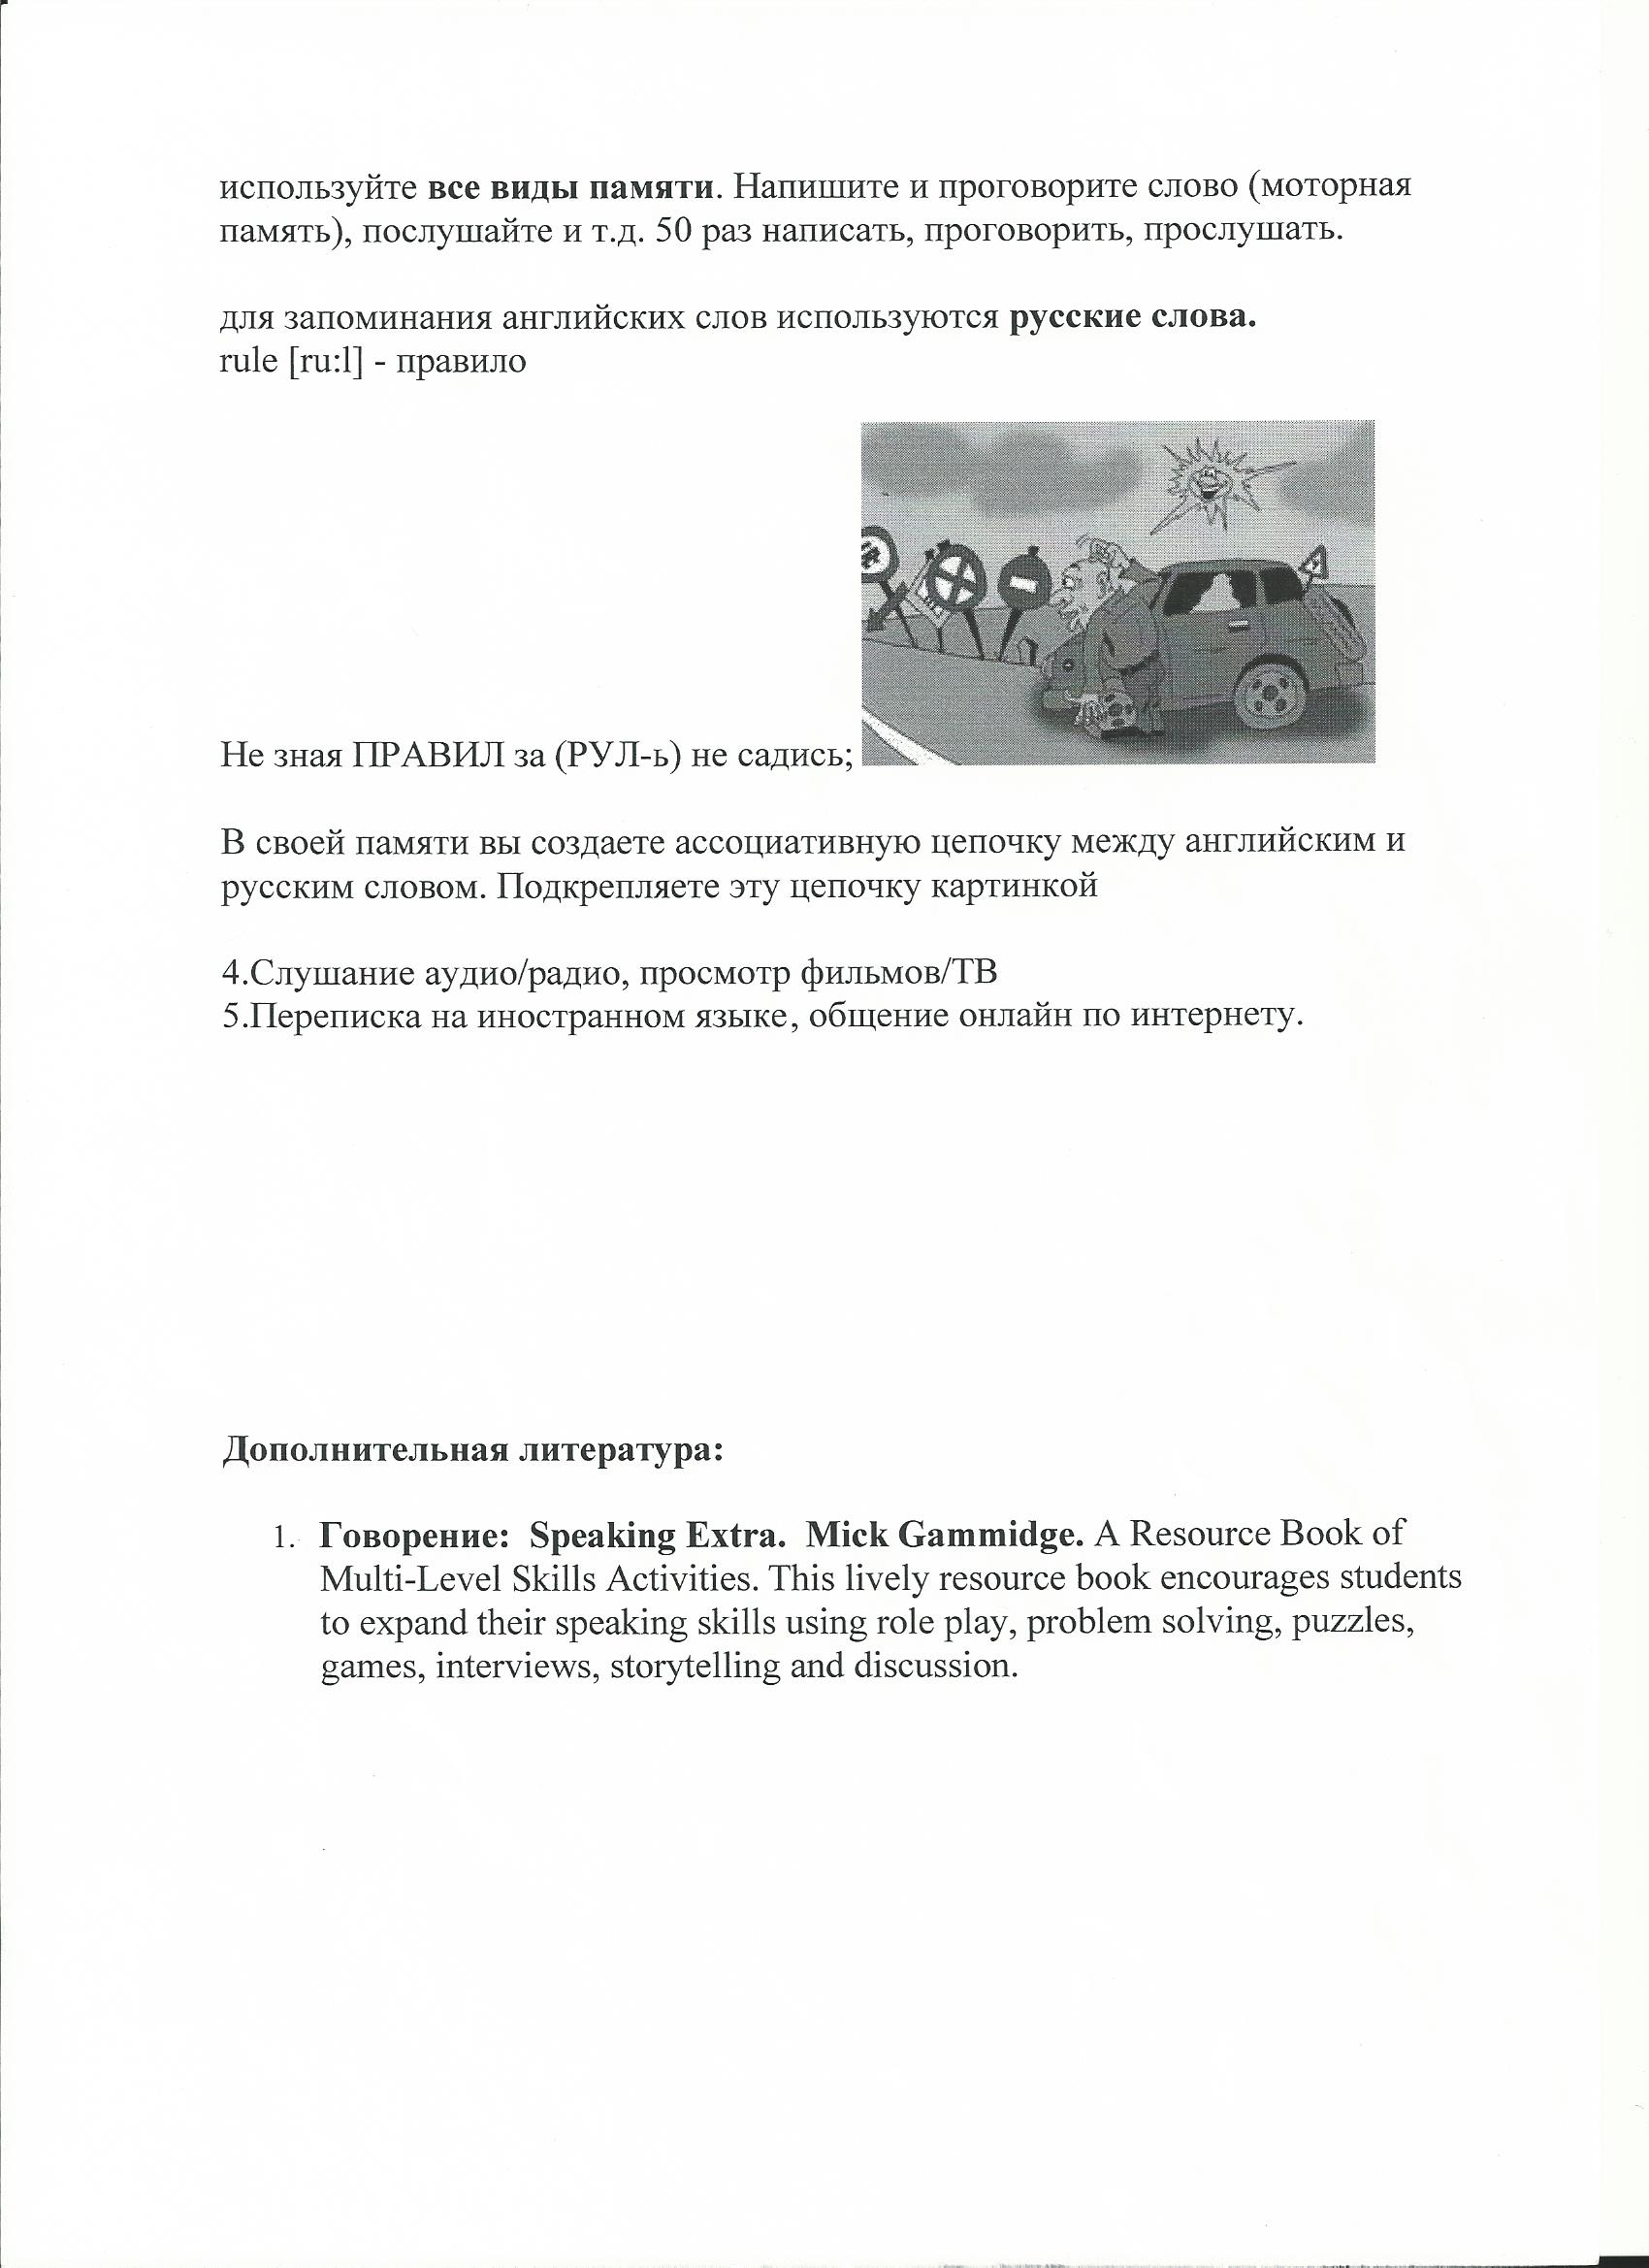 используйте все виды памяти. Напишите и проговорите слово (моторная
память), послушайте и т.д. 50 раз написать, проговорить, прослушать.
для запоминания английских слов используются русские слова.
rule [ru:l] - правило
Не зная ПРАВИЛ за (РУЛ-ь) не садись;
В своей памяти вы создаете ассоциативную цепочку между английским и
русским словом. Подкрепляете эту цепочку картинкой
4.Слушание аудио/радио, просмотр фильмов/ТВ
5.Переписка на иностранном языке, общение онлайн по интернету.
Дополнительная литература:
1. Говорение: Speaking Extra. Mick Gammidge. A Resource Book of
Multi-Level Skills Activities. This lively resource book encourages students
to expand their speaking skills using role play, problem solving, puzzles,
games, interviews, storytelling and discussion.